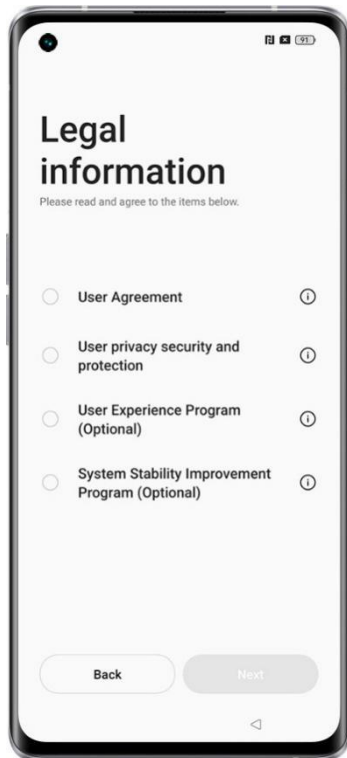 91
Legal
information
Please read and agree to the items below.
User Agreement
User privacy security and
protection
User Experience Program
(Optional)
System Stability Improvement
Program (Optional)
Back
Next